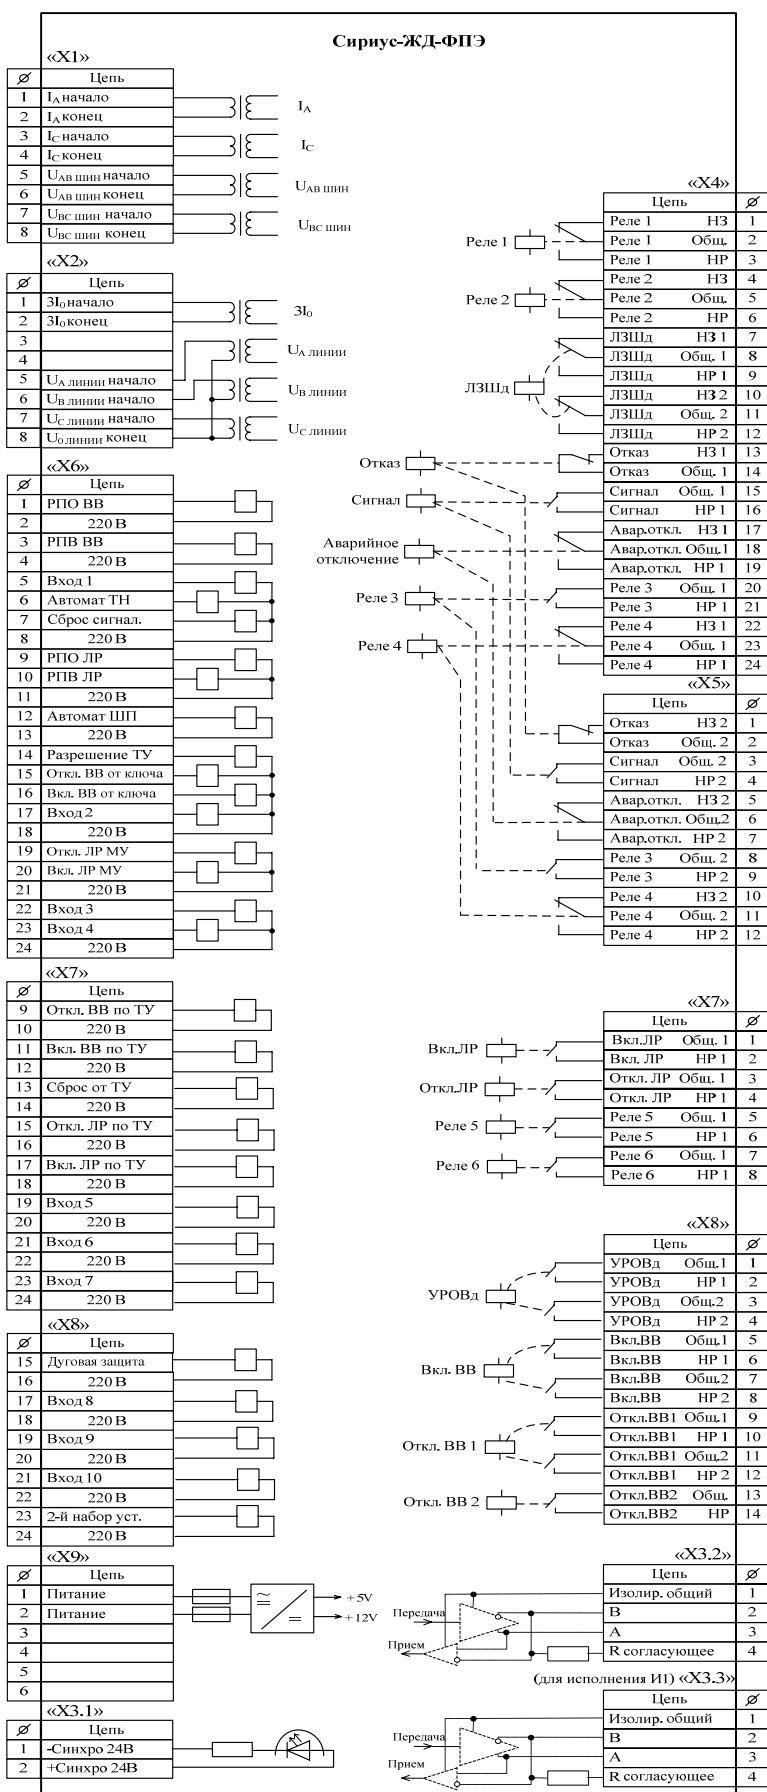 Сириус-ЖД-ФПЭ
«X1»
Ø Цепь
1 IA начало
2 IA конец
3 IC начало
4 IC конец
5 UAB шин начало
6 UAB шин конец
7 UBC шин начало
8 UBC шин конец
IA
IC
UAB шин
UBC шин
«X2»
Ø Цепь
1 3I0 начало
2 3I0 конец
3
4
5 UA линии начало
6 UB линии начало
7 UC линии начало
8 U0 линии конец
3I0
UA линии
UB линии
UC линии
«X6»
Ø Цепь
1 РПО ВВ
2 220 В
3 РПВ ВВ
4 220 В
5 Вход 1
6 Автомат ТН
7 Сброс сигнал.
8 220 В
9 РПО ЛР
10 РПВ ЛР
11 220 В
12 Автомат ШП
13 220 В
14 Разрешение ТУ
15 Откл. ВВ от ключа
16 Вкл. ВВ от ключа
17 Вход 2
18 220 В
19 Откл. ЛР МУ
20 Вкл. ЛР МУ
21 220 В
22 Вход 3
23 Вход 4
24 220 В
«X7»
Ø Цепь
9 Откл. ВВ по ТУ
10 220 В
11 Вкл. ВВ по ТУ
12 220 В
13 Сброс от ТУ
14 220 В
15 Откл. ЛР по ТУ
16 220 В
17 Вкл. ЛР по ТУ
18 220 В
19 Вход 5
20 220 В
21 Вход 6
22 220 В
23 Вход 7
24 220 В
«X8»
Ø Цепь
15 Дуговая защита
16 220 В
17 Вход 8
18 220 В
19 Вход 9
20 220 В
21 Вход 10
22 220 В
23 2-й набор уст.
24 220 В
«X9»
Ø Цепь
1 Питание
2 Питание
3
4
5
6
+5V
+12V
«X3.1»
Ø Цепь
1 -Синхро 24В
2 +Синхро 24В
«X4»
Цепь Ø
Реле 1 НЗ 1
Реле 1 Общ. 2
Реле 1 НР 3
Реле 2 НЗ 4
Реле 2 Общ. 5
Реле 2 НР 6
ЛЗШд НЗ 1 7
ЛЗШд Общ. 1 8
ЛЗШд НР 1 9
ЛЗШд НЗ 2 10
ЛЗШд Общ. 2 11
ЛЗШд НР 2 12
Отказ НЗ 1 13
Отказ Общ. 1 14
Сигнал Общ. 1 15
Сигнал НР 1 16
Авар.откл. НЗ 1 17
Авар.откл. Общ.1 18
Авар.откл. НР 1 19
Реле 3 Общ. 1 20
Реле 3 НР 1 21
Реле 4 НЗ 1 22
Реле 4 Общ. 1 23
Реле 4 НР 1 24
Реле 1
Реле 2
ЛЗШд
Отказ
Сигнал
Аварийное
отключение
Реле 3
Реле 4
«X5»
Цепь Ø
Отказ НЗ 2 1
Отказ Общ. 2 2
Сигнал Общ. 2 3
Сигнал НР 2 4
Авар.откл. НЗ 2 5
Авар.откл. Общ.2 6
Авар.откл. НР 2 7
Реле 3 Общ. 2 8
Реле 3 НР 2 9
Реле 4 НЗ 2 10
Реле 4 Общ. 2 11
Реле 4 НР 2 12
«X7»
Цепь Ø
Вкл.ЛР Общ. 1 1
Вкл. ЛР НР 1 2
Откл. ЛР Общ. 1 3
Откл. ЛР НР 1 4
Реле 5 Общ. 1 5
Реле 5 НР 1 6
Реле 6 Общ. 1 7
Реле 6 НР 1 8
Вкл.ЛР
Откл.ЛР
Реле 5
Реле 6
«X8»
Цепь Ø
УРОВд Общ.1 1
УРОВд НР 1 2
УРОВд Общ.2 3
УРОВд НР 2 4
Вкл.ВВ Общ.1 5
Вкл.ВВ НР 1 6
Вкл.ВВ Общ.2 7
Вкл.ВВ НР 2 8
Откл.ВВ1 Общ.1 9
Откл.ВВ1 НР 1 10
Откл.ВВ1 Общ.2 11
Откл.ВВ1 НР 2 12
Откл.ВВ2 Общ. 13
Откл.ВВ2 НР 14
УРОВд
Вкл. ВВ
Откл. ВВ 1
Откл. ВВ 2
«X3.2»
Цепь Ø
Изолир. общий 1
В 2
А 3
R согласующее 4
Передача
Прием
(для исполнения И1) «X3.3»
Цепь Ø
Изолир. общий 1
В 2
А 3
R согласующее 4
Передача
Прием